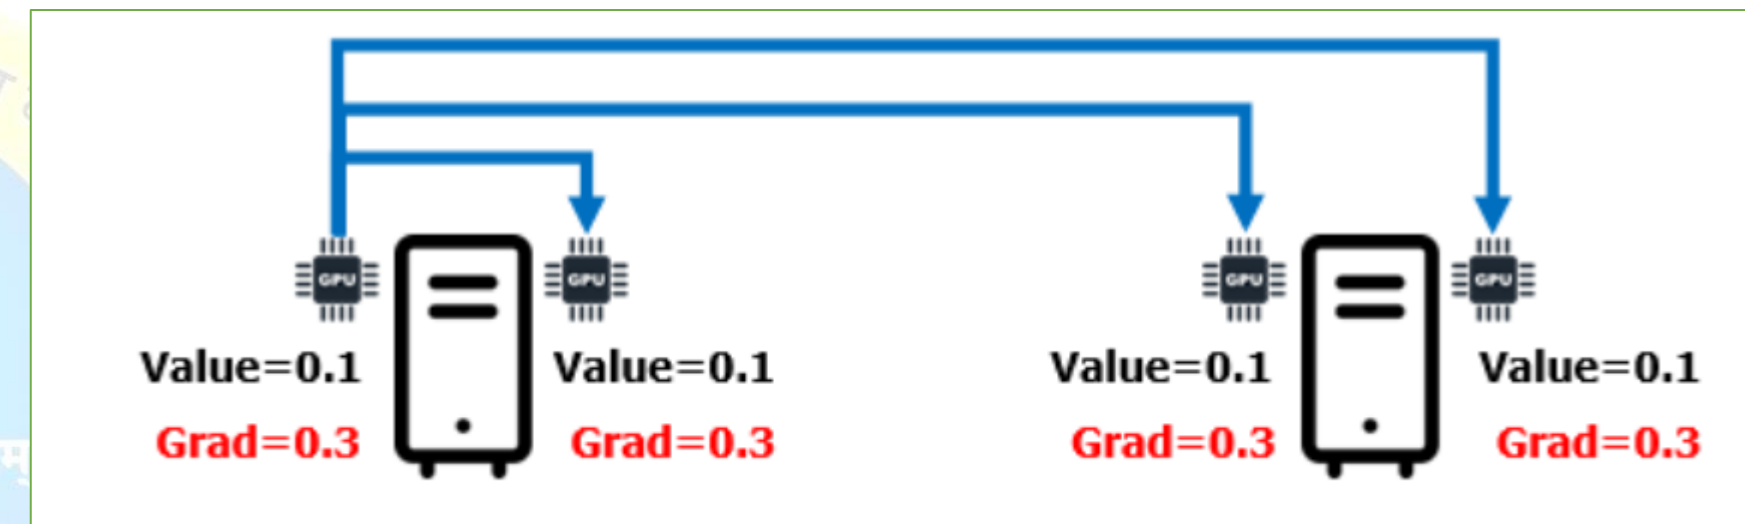 GPU GPU GPU GPU
Value=0.1 Value=0.1 Value=0.1 Value=0.1
Grad=0.3 Grad=0.3 Grad=0.3 Grad=0.3